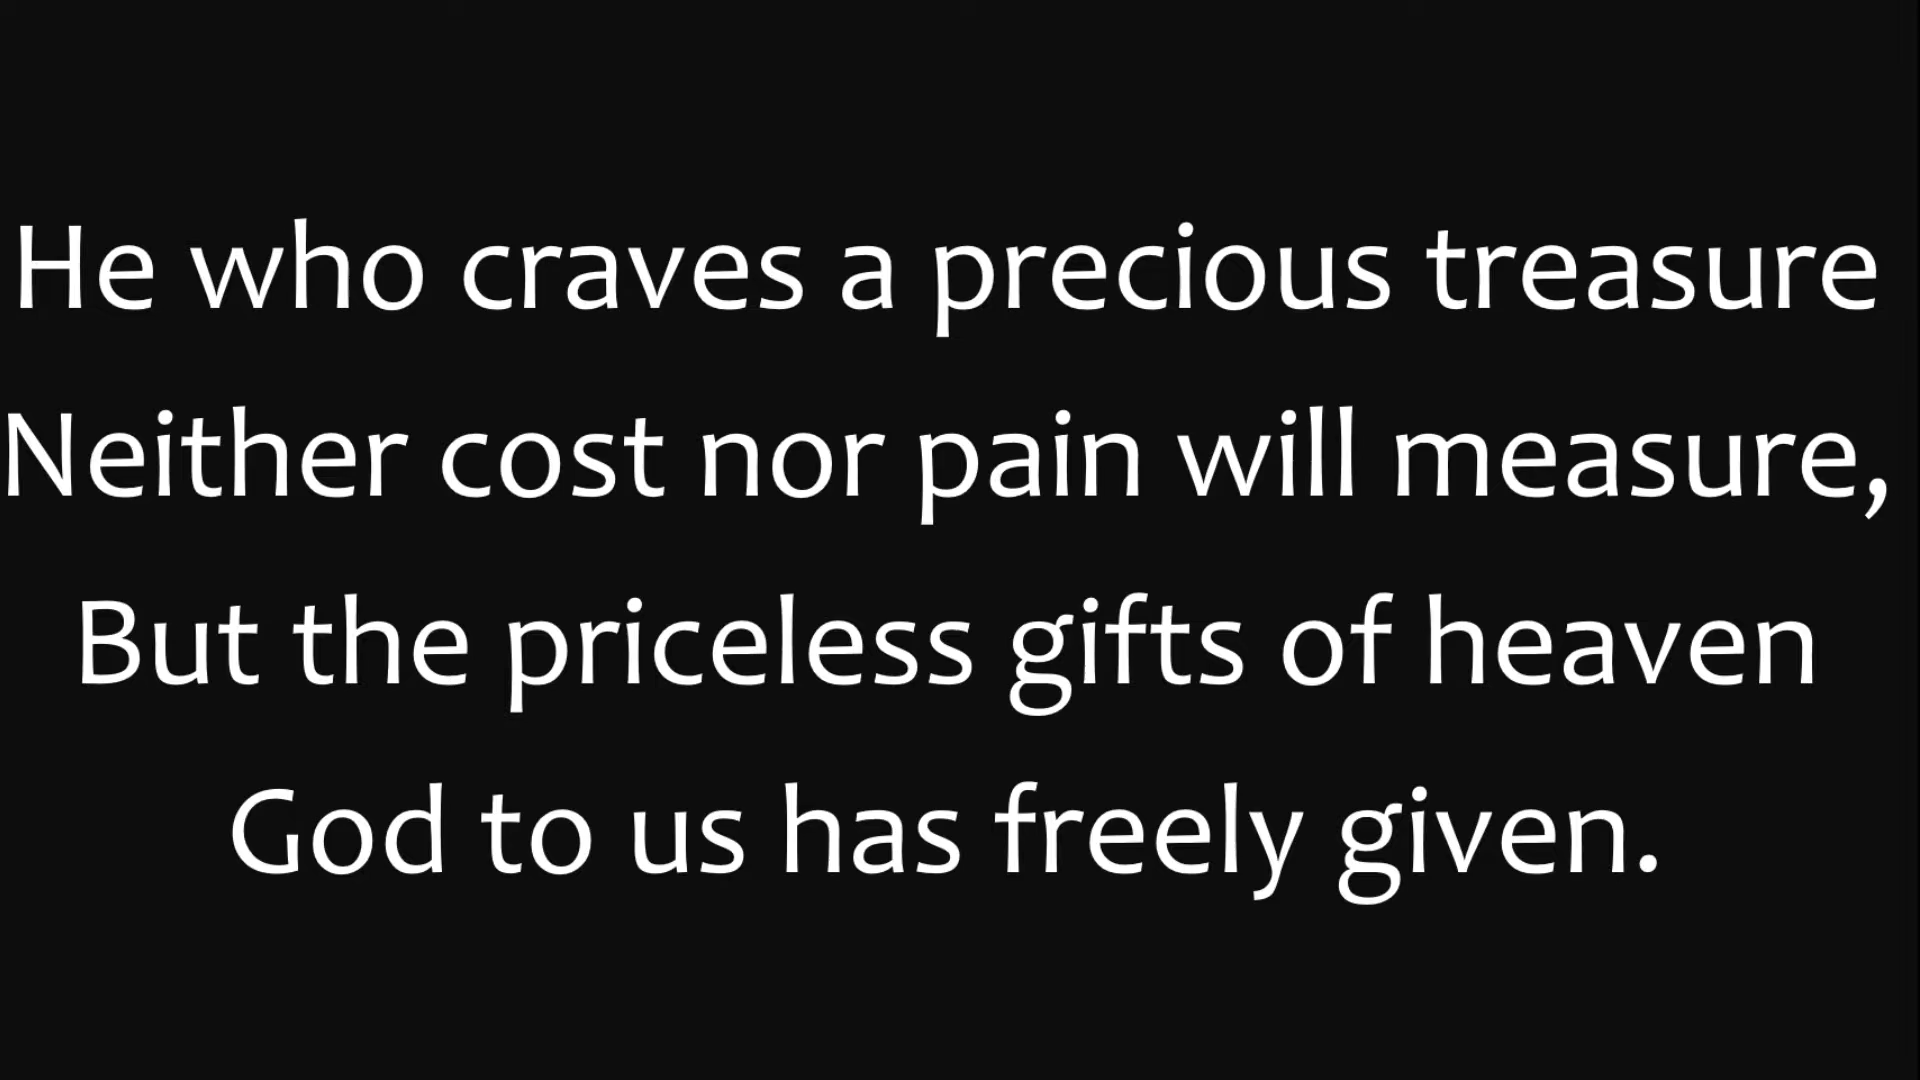 He who craves a precious treasure
Neither cost nor pain will measure,
But the priceless gifts of heaven
God to us has freely given.